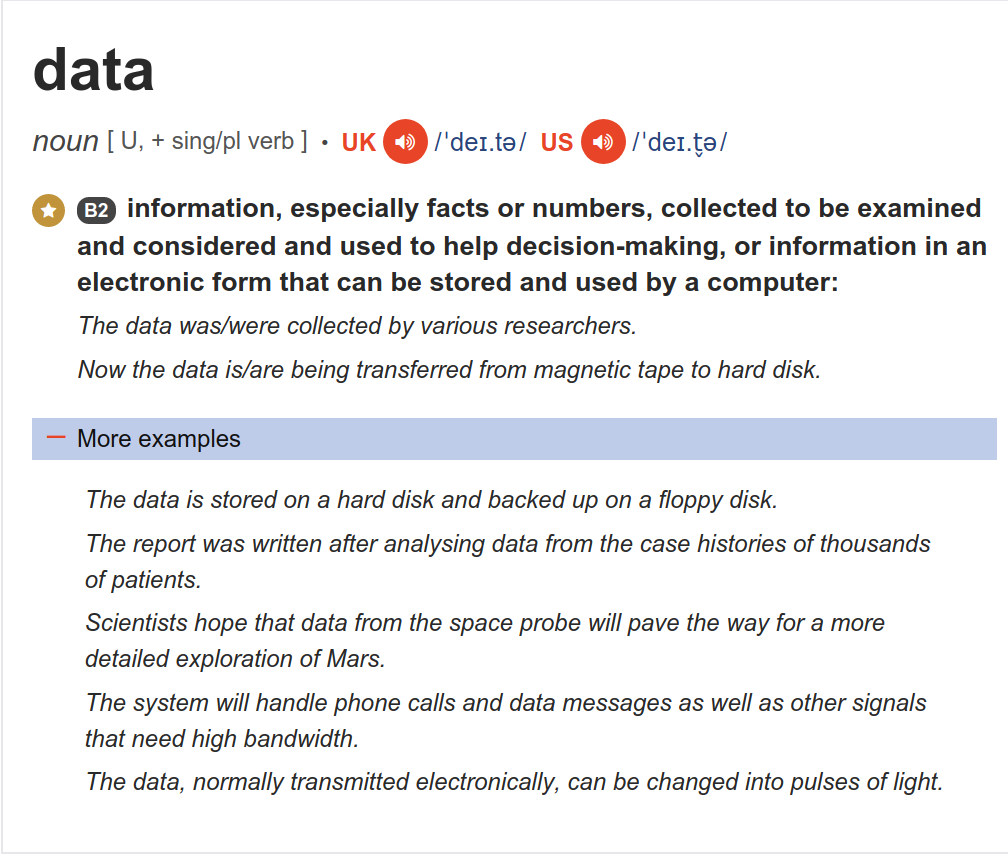 data
noun [ U, + sing/pl verb ] • UK /ˈdeɪ.tə/ US /ˈdeɪ.t̬ə/
B2 information, especially facts or numbers, collected to be examined
and considered and used to help decision-making, or information in an
electronic form that can be stored and used by a computer:
The data was/were collected by various researchers.
Now the data is/are being transferred from magnetic tape to hard disk.
More examples
The data is stored on a hard disk and backed up on a floppy disk.
The report was written after analysing data from the case histories of thousands
of patients.
Scientists hope that data from the space probe will pave the way for a more
detailed exploration of Mars.
The system will handle phone calls and data messages as well as other signals
that need high bandwidth.
The data, normally transmitted electronically, can be changed into pulses of light.